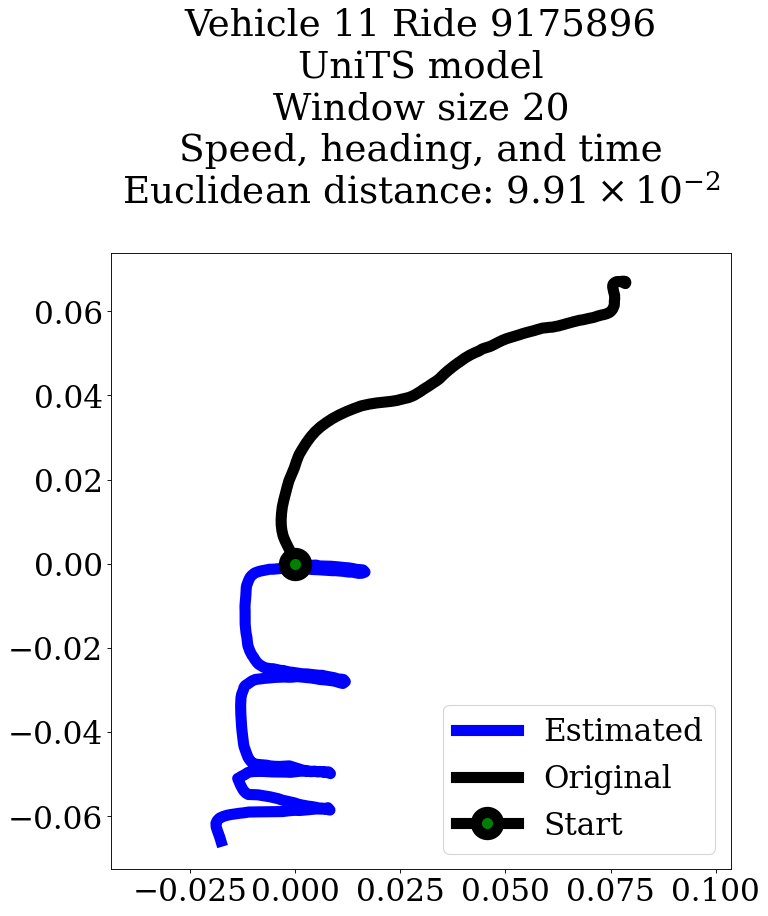 Vehicle 11 Ride 9175896
UniTS model
Window size 20
Speed, heading, and time
Euclidean distance: 9.91 × 10⁻²
0.06
0.04
0.02
0.00
−0.02
−0.04
−0.06
Estimated
Original
Start
−0.025 0.000 0.025 0.050 0.075 0.100